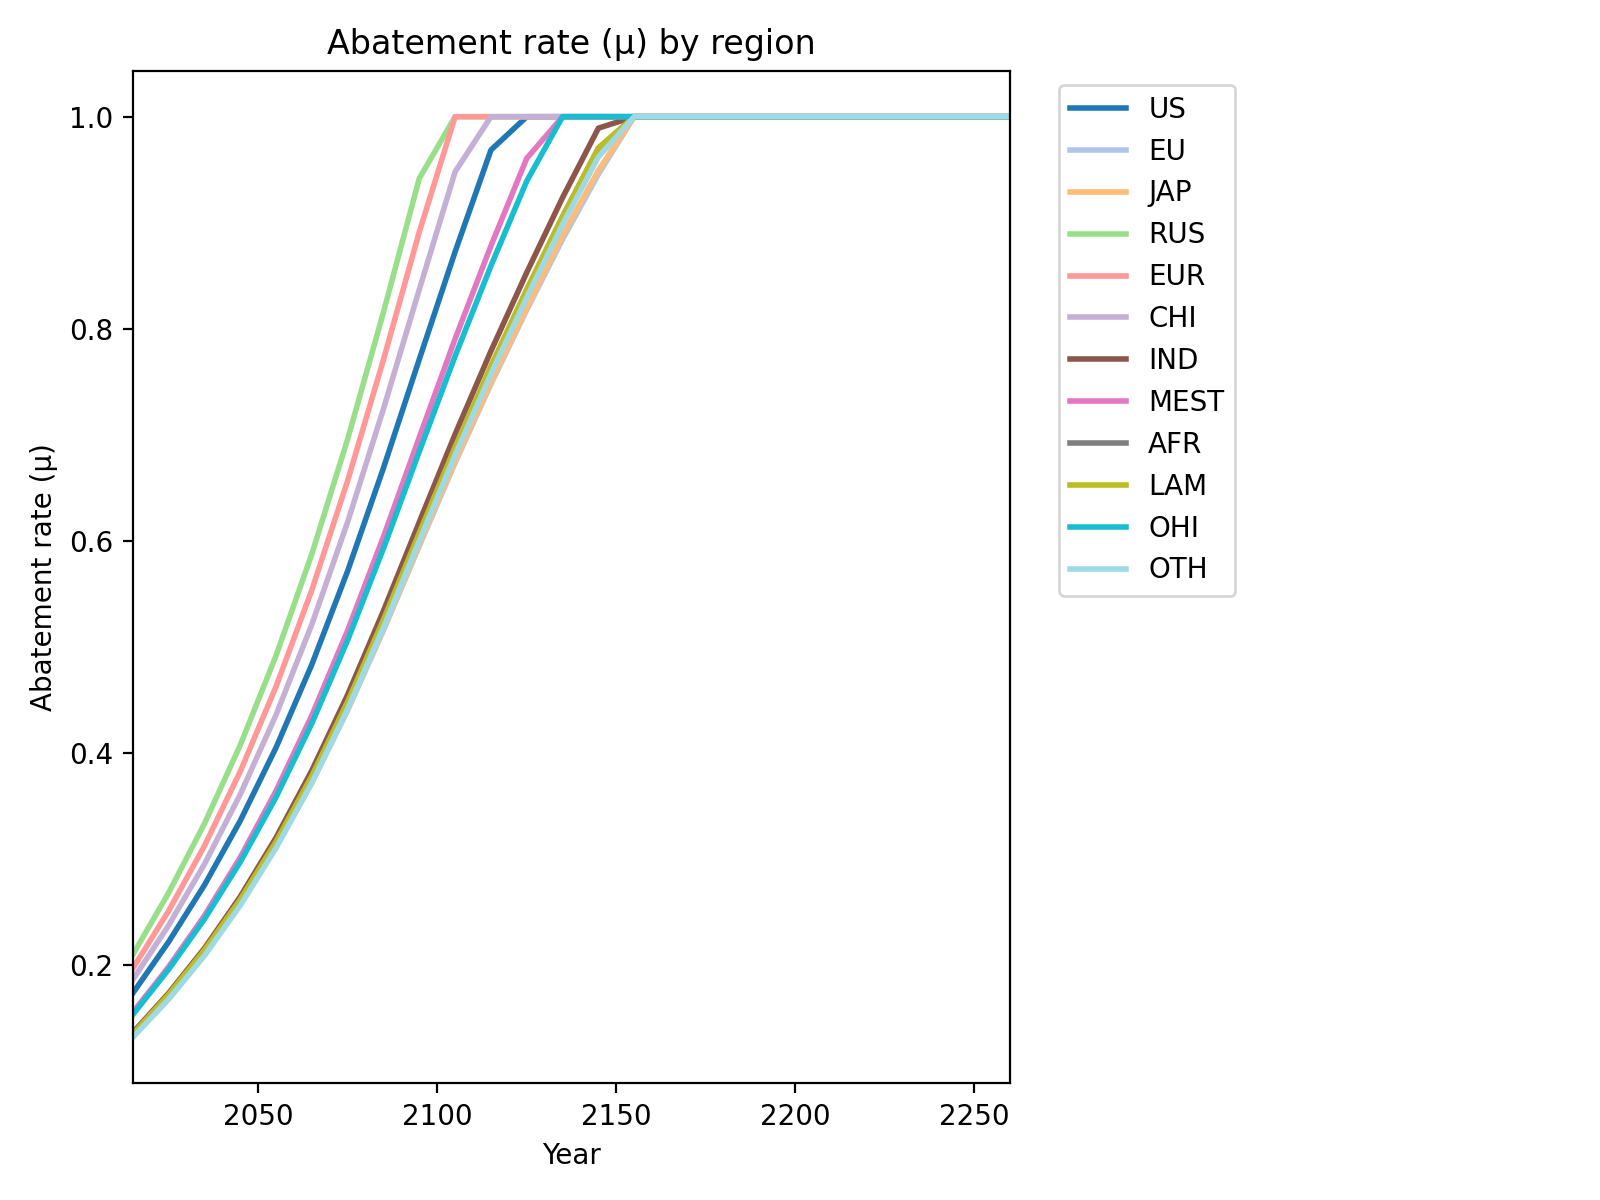 Abatement rate (μ) by region
Abatement rate (μ)
1.0
0.8
0.6
0.4
0.2
2050 2100 2150 2200 2250
Year
US
EU
JAP
RUS
EUR
CHI
IND
MEST
AFR
LAM
OHI
OTH